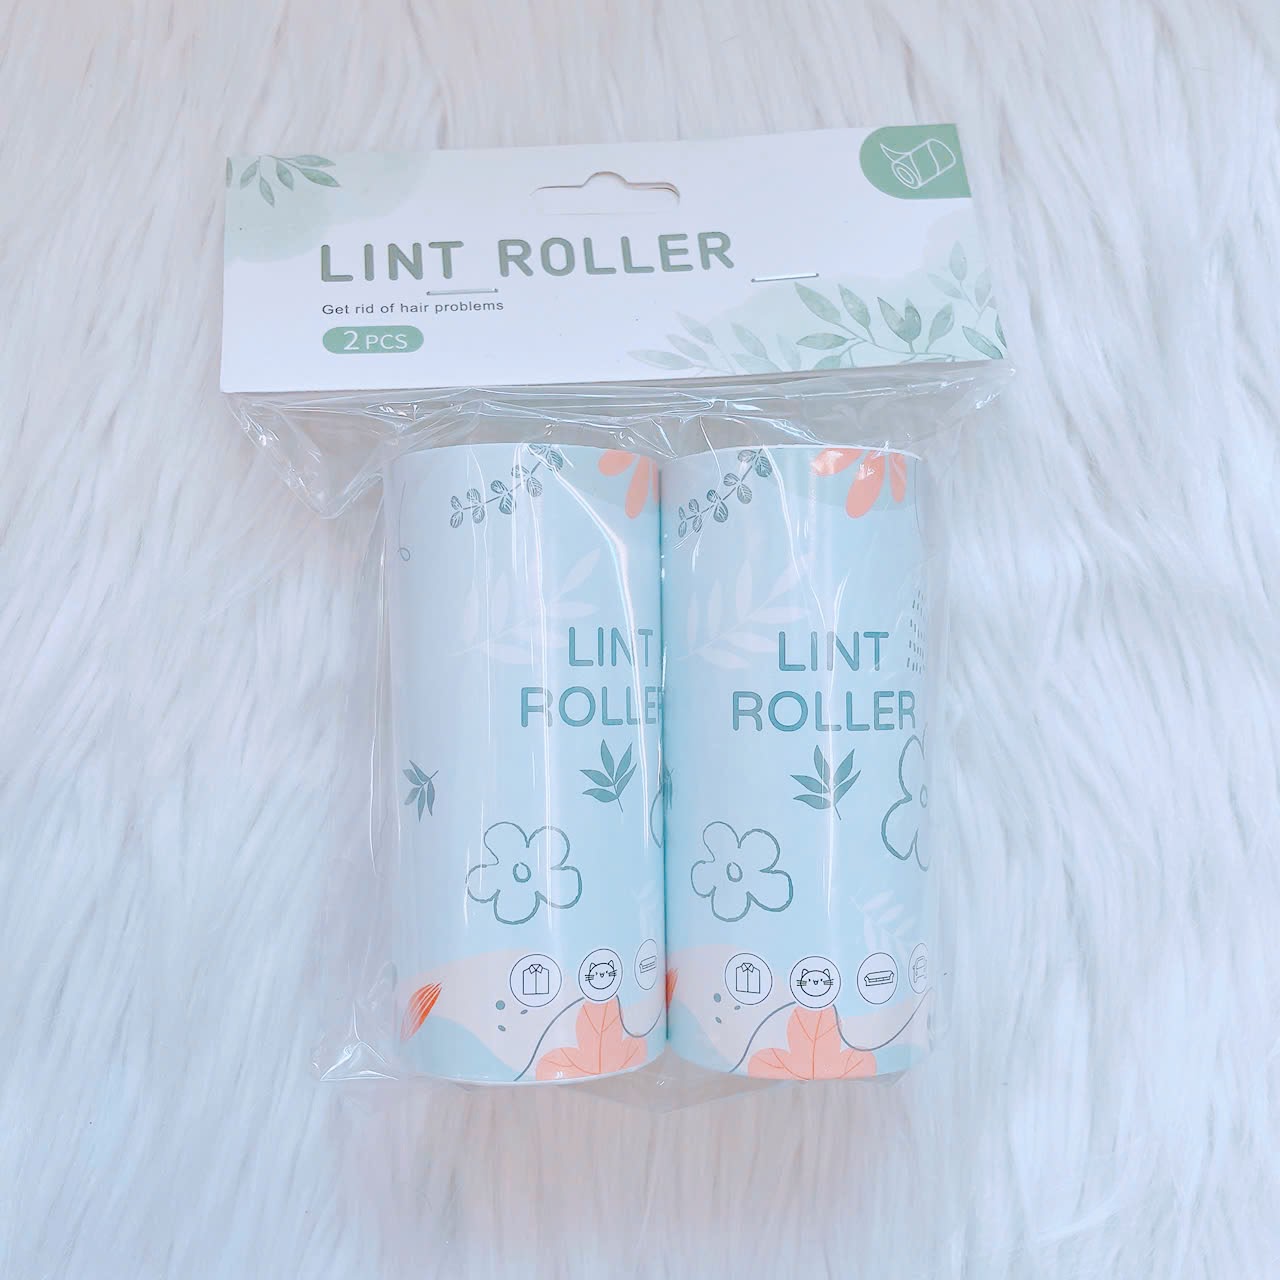 LINT ROLLER
Get rid of hair problems
2 PCS
LINT
ROLLER
LINT
ROLLER